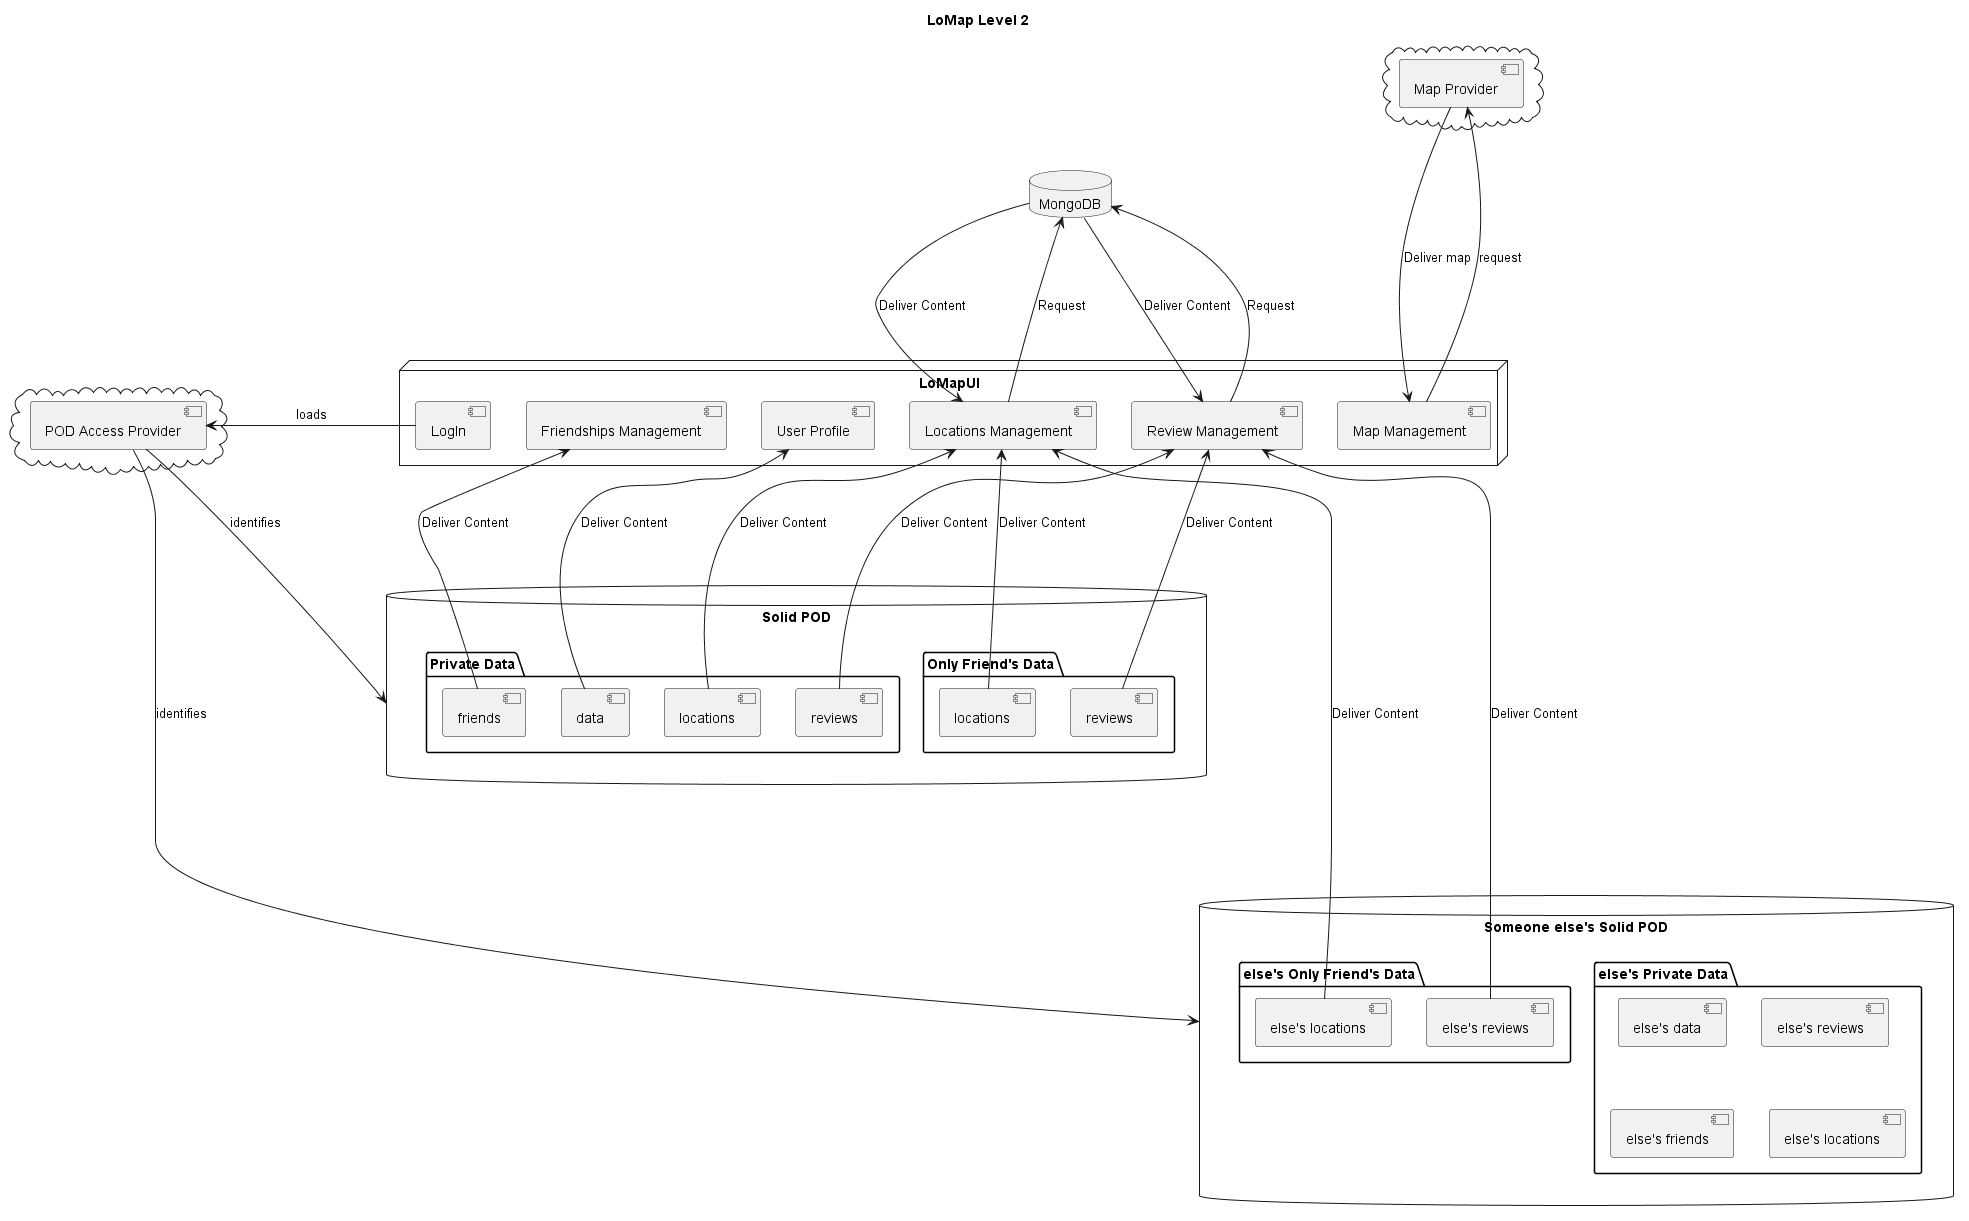 LoMap Level 2
Map Provider
MongoDB
Deliver map
request
Deliver Content
Request
Deliver Content
Request
LoMapUI
POD Access Provider
loads
LogIn
Friendships Management
User Profile
Locations Management
Review Management
Map Management
identifies
Deliver Content
Deliver Content
Deliver Content
Deliver Content
Deliver Content
Deliver Content
Solid POD
Private Data
Only Friend's Data
friends
data
locations
reviews
locations
reviews
identifies
Deliver Content
Deliver Content
Someone else's Solid POD
else's Only Friend's Data
else's Private Data
else's locations
else's reviews
else's data
else's reviews
else's friends
else's locations